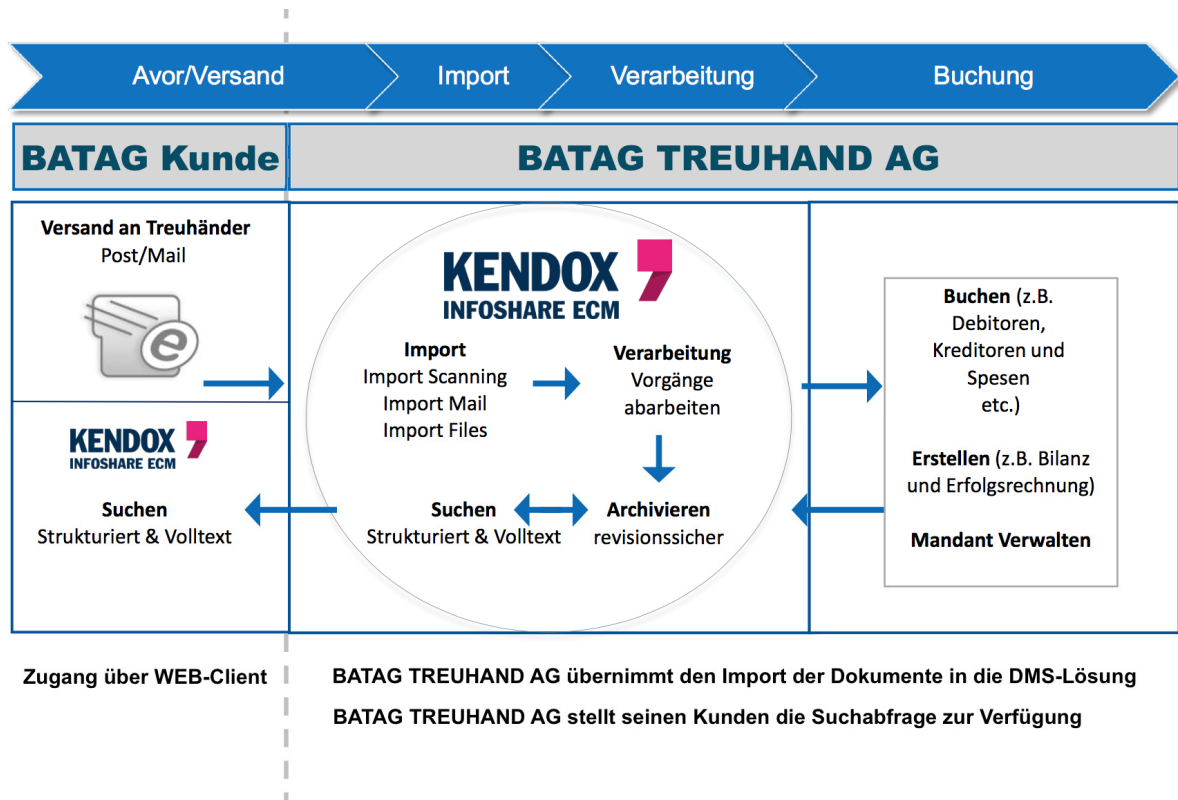 Avor/Versand
Import
Verarbeitung
Buchung
BATAG Kunde
BATAG TREUHAND AG
Versand an Treuhänder
Post/Mail
e
KENDOX
INFOSHARE ECM
Suchen
Strukturiert & Volltext
KENDOX
INFOSHARE ECM
Import
Import Scanning
Import Mail
Import Files
Verarbeitung
Vorgänge
abarbeiten
Suchen
Strukturiert & Volltext
Archivieren
revisionssicher
Buchen (z.B.
Debitoren,
Kreditoren und
Spesen
etc.)
Erstellen (z.B. Bilanz
und Erfolgsrechnung)
Mandant Verwalten
Zugang über WEB-Client
BATAG TREUHAND AG übernimmt den Import der Dokumente in die DMS-Lösung
BATAG TREUHAND AG stellt seinen Kunden die Suchabfrage zur Verfügung